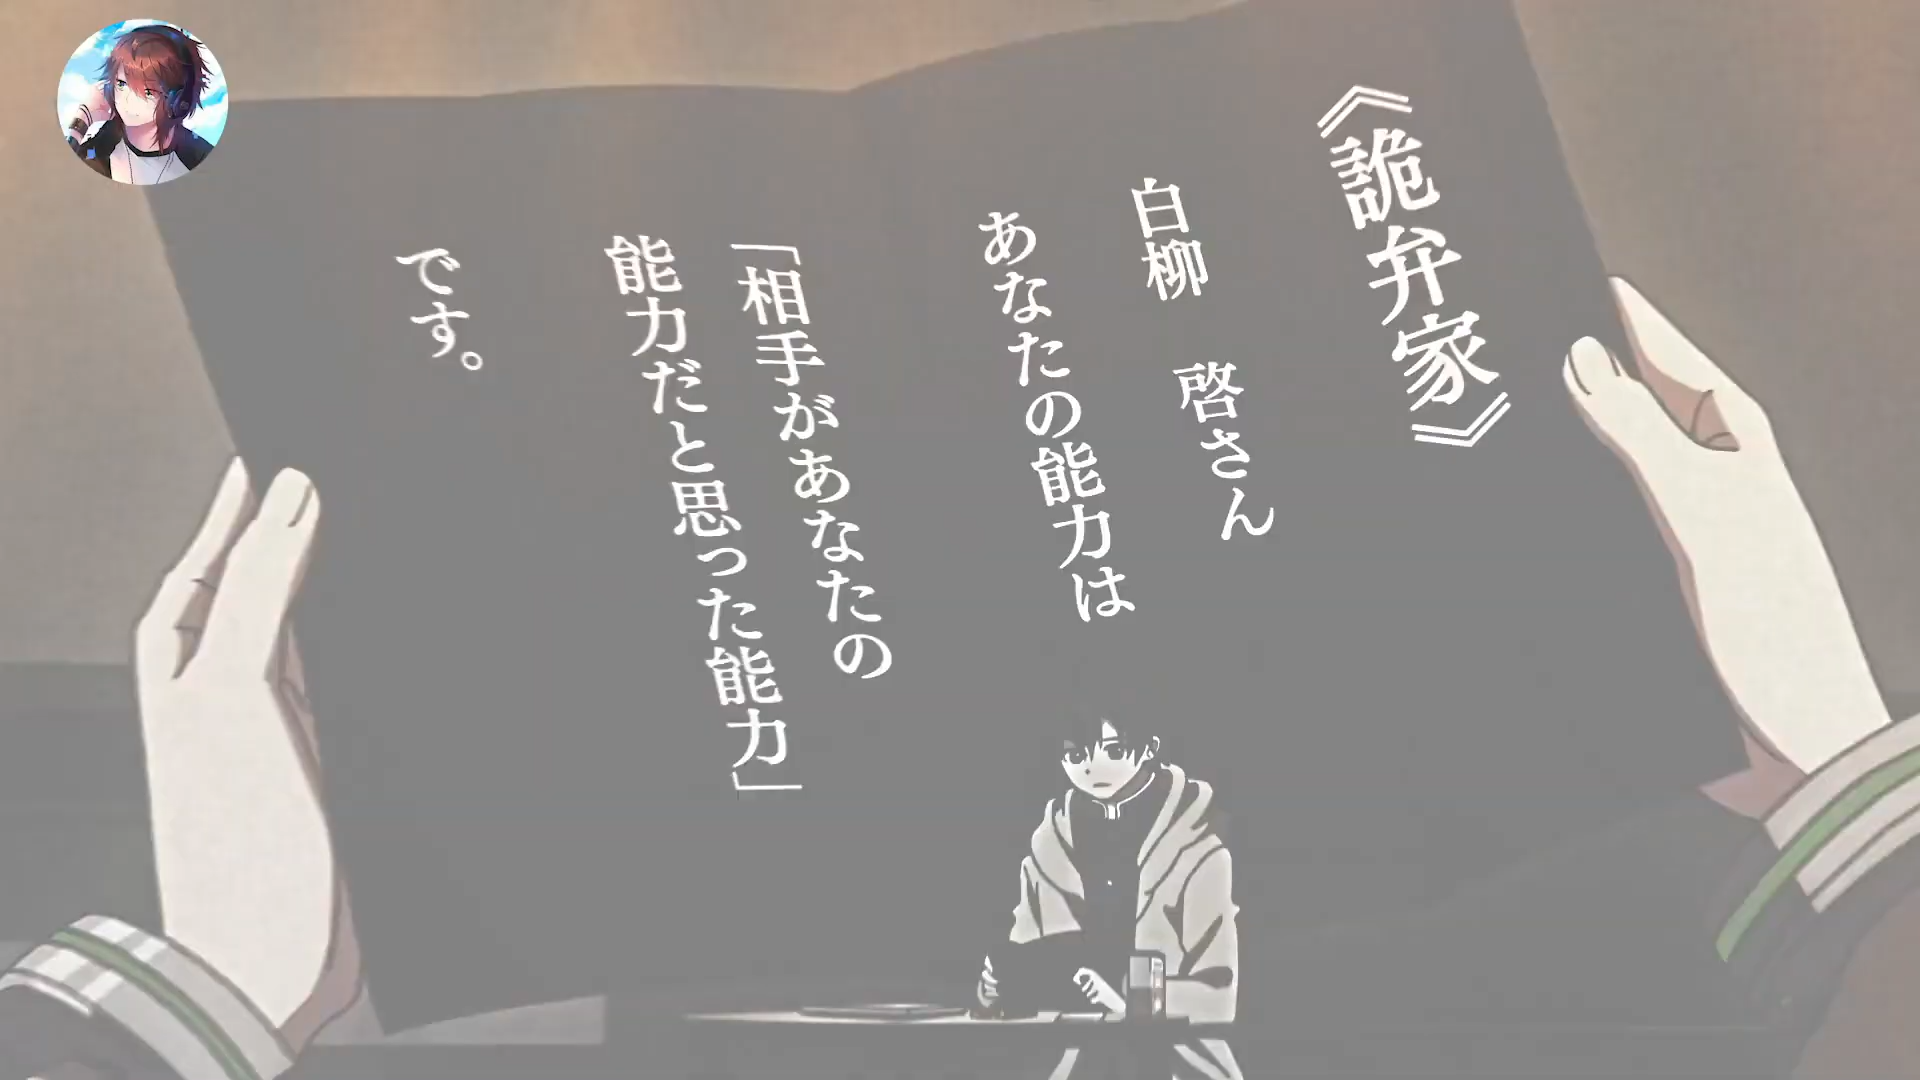 《詭弁家》
白柳　啓さん
あなたの能力は
「相手があなたの
能力だと思った能力」
です。